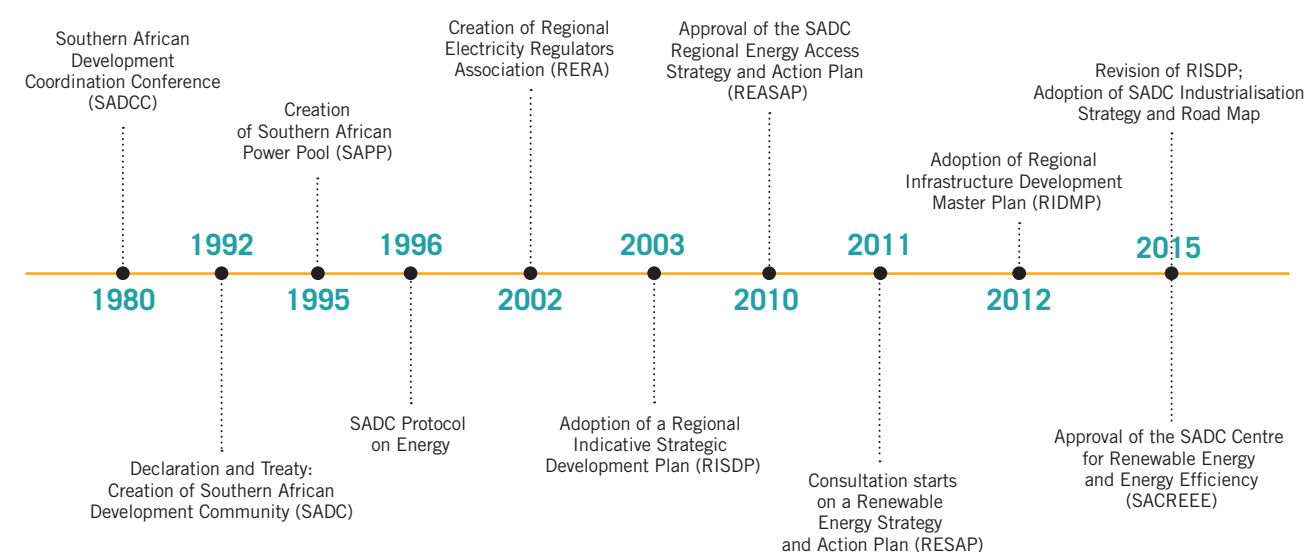 Southern African
Development
Coordination Conference
(SADCC)
1980
1992
Declaration and Treaty:
Creation of Southern African
Development Community (SADC)
Creation
of Southern African
Power Pool (SAPP)
1995
1996
SADC Protocol
on Energy
Creation of Regional
Electricity Regulators
Association (RERA)
2002
2003
Adoption of a Regional
Indicative Strategic
Development Plan (RISDP)
Approval of the SADC
Regional Energy Access
Strategy and Action Plan
(REASAP)
2010
2011
Consultation starts
on a Renewable
Energy Strategy
and Action Plan (RESAP)
Adoption of Regional
Infrastructure Development
Master Plan (RIDMP)
2012
Revision of RISDP;
Adoption of SADC Industrialisation
Strategy and Road Map
2015
Approval of the SADC Centre
for Renewable Energy
and Energy Efficiency
(SACREEE)